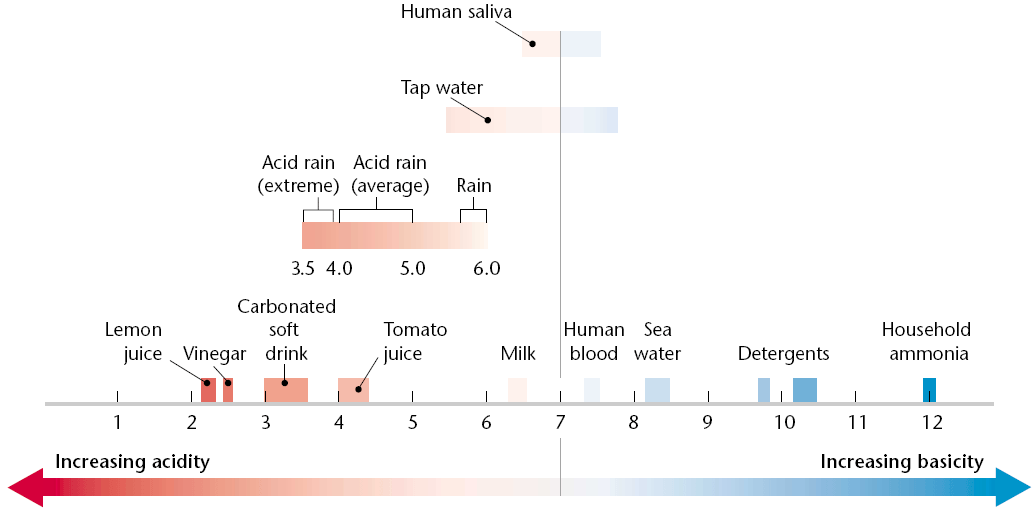 Human saliva
Tap water
Acid rain
(extreme)
Acid rain
(average)
Rain
3.5 4.0 5.0 6.0
Lemon
juice
Vinegar
Carbonated
soft
drink
Tomato
juice
Milk
Human
blood
Sea
water
Detergents
Household
ammonia
1 2 3 4 5 6 7 8 9 10 11 12
Increasing acidity
Increasing basicity